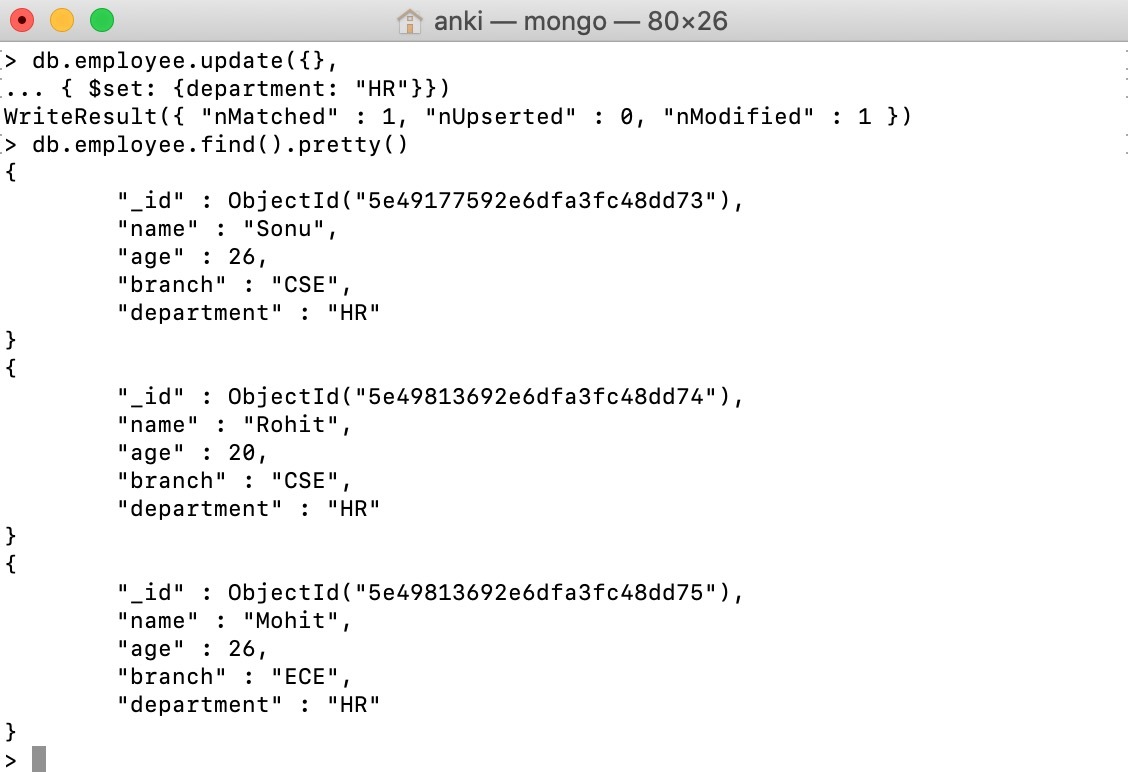 anki — mongo — 80×26
> db.employee.update({},
... { $set: {department: "HR"}})
WriteResult({ "nMatched" : 1, "nUpserted" : 0, "nModified" : 1 })
> db.employee.find().pretty()
{
        "_id" : ObjectId("5e49177592e6dfa3fc48dd73"),
        "name" : "Sonu",
        "age" : 26,
        "branch" : "CSE",
        "department" : "HR"
}
{
        "_id" : ObjectId("5e49813692e6dfa3fc48dd74"),
        "name" : "Rohit",
        "age" : 20,
        "branch" : "CSE",
        "department" : "HR"
}
{
        "_id" : ObjectId("5e49813692e6dfa3fc48dd75"),
        "name" : "Mohit",
        "age" : 26,
        "branch" : "ECE",
        "department" : "HR"
}
>